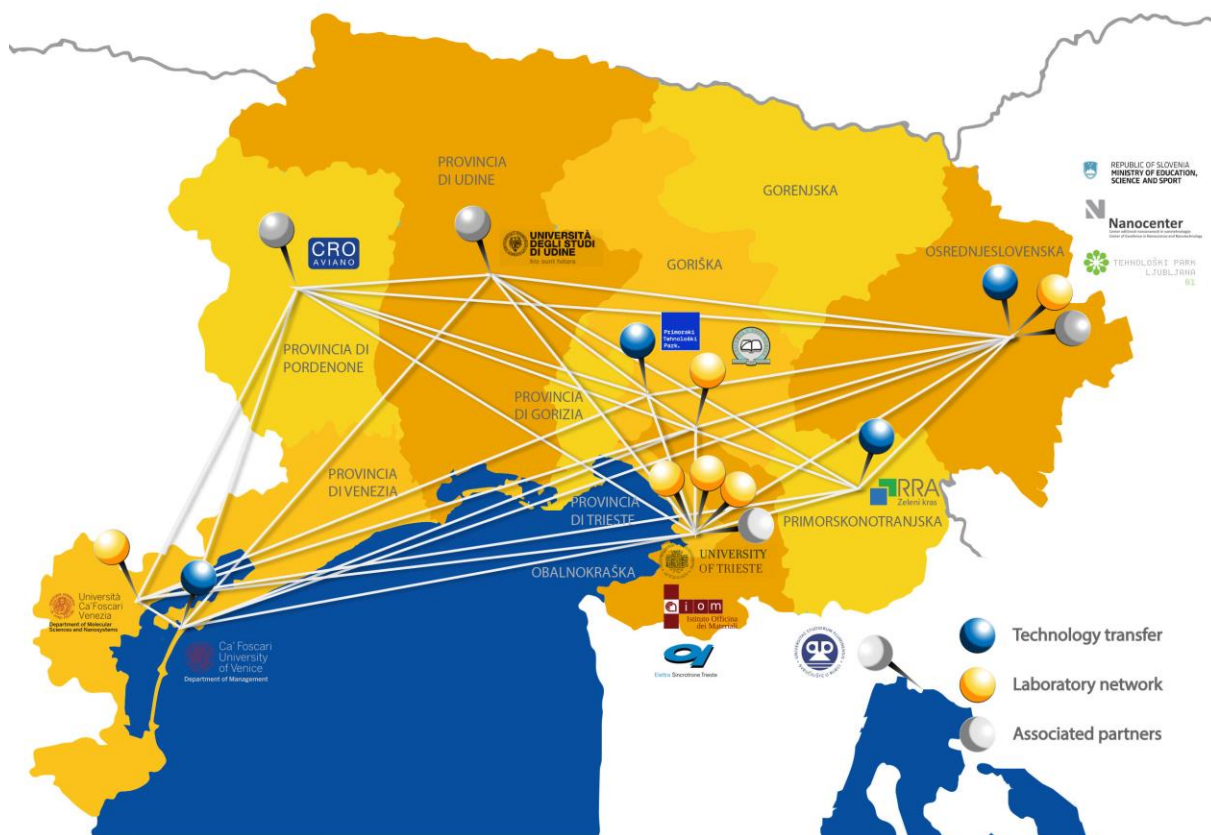 PROVINCIA
DI UDINE
GORENJSKA
REPUBLIC OF SLOVENIA
MINISTRY OF EDUCATION,
SCIENCE AND SPORT
N
Nanocenter
TEHNOLOŠKI PARK
LJUBLJANA
01
CRO
AVIANO
UNIVERSITÀ
DEGLI STUDI
DI UDINE
hic sunt futura
GORIŠKA
OSREDNJESLOVENSKA
Primorski
Tehnološki
Park.
PROVINCIA DI
PORDENONE
PROVINCIA
DI GORIZIA
PROVINCIA
DI VENEZIA
PROVINCIA
DI TRIESTE
RRA
Zeleni kras
PRIMORSKONOTRANJSKA
UNIVERSITY
OF TRIESTE
OBALNOKRAŠKA
Università
Ca'Foscari
Venezia
Department of Molecular
Sciences and Nanosystems
Ca' Foscari
University
of Venice
Department of Management
iom
Istituto Officina
dei Materiali
Elettra Sincrotrone Trieste
Technology transfer
Laboratory network
Associated partners